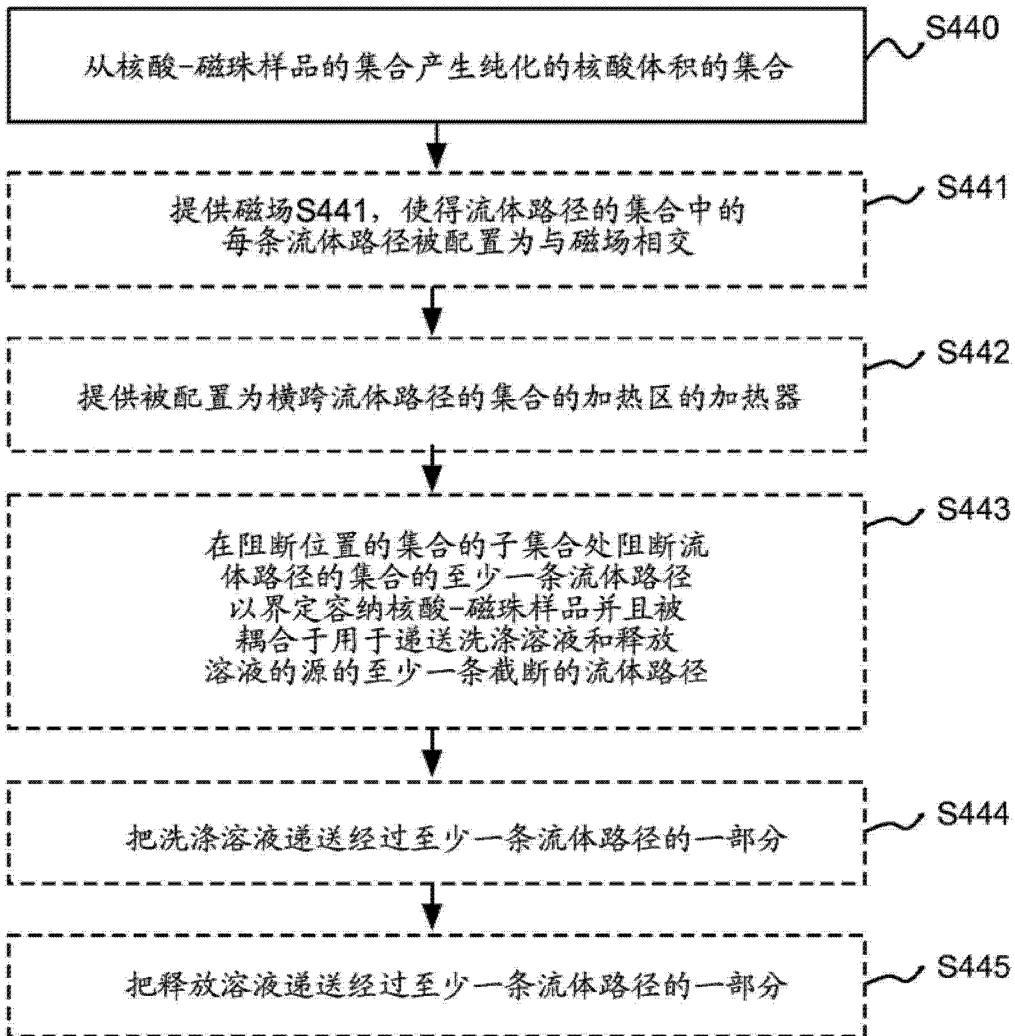 从核酸-磁珠样品的集合产生纯化的核酸体积的集合
S440
提供磁场S441，使得流体路径的集合中的
每条流体路径被配置为与磁场相交
S441
提供被配置为横跨流体路径的集合的加热区的加热器
S442
在阻断位置的集合的子集合处阻断流
体路径的集合的至少一条流体路径
以界定容纳核酸-磁珠样品并且被
耦合于用于递送洗涤溶液和释放
溶液的源的至少一条截断的流体路径
S443
把洗涤溶液递送经过至少一条流体路径的一部分
S444
把释放溶液递送经过至少一条流体路径的一部分
S445